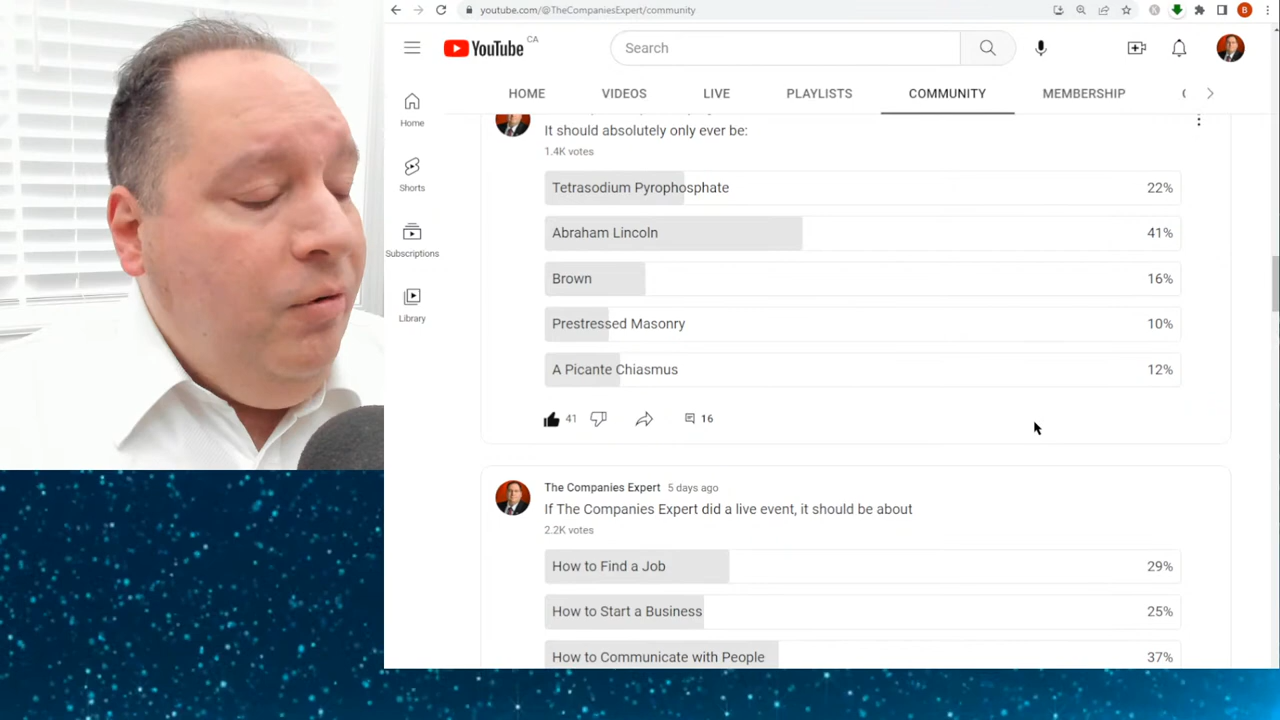 youtube.com/@TheCompaniesExpert/community
B
YouTube CA
Search
HOME VIDEOS LIVE PLAYLISTS COMMUNITY MEMBERSHIP
Home
Shorts
Subscriptions
Library
It should absolutely only ever be:
1.4K votes
Tetrasodium Pyrophosphate 22%
Abraham Lincoln 41%
Brown 16%
Prestressed Masonry 10%
A Picante Chiasmus 12%
41 16
The Companies Expert 5 days ago
If The Companies Expert did a live event, it should be about
2.2K votes
How to Find a Job 29%
How to Start a Business 25%
How to Communicate with People 37%